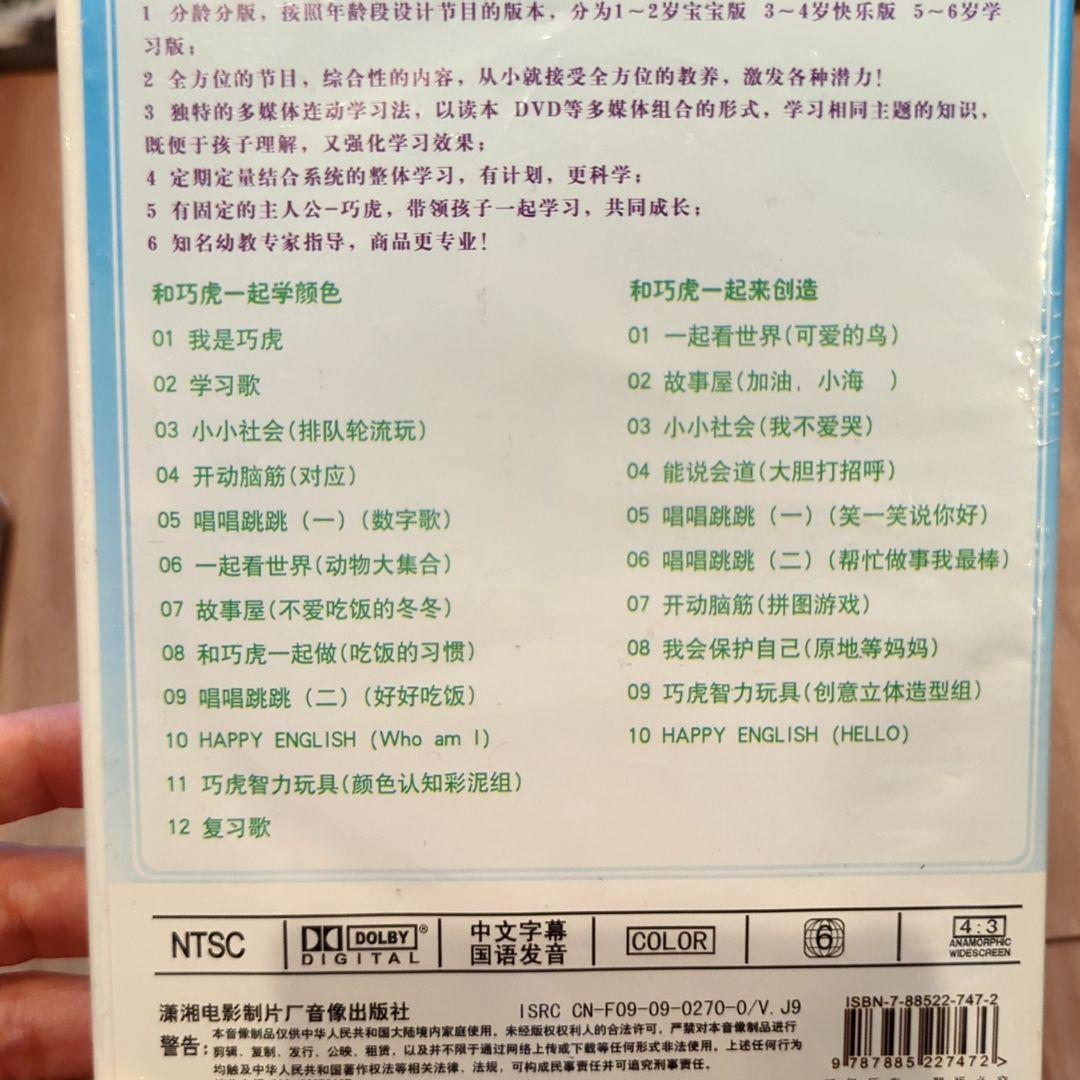 1 分龄分版，按照年龄段设计节目的版本，分为1～2岁宝宝版 3～4岁快乐版 5～6岁学
习版；
2 全方位的节目，综合性的内容，从小就接受全方位的教养，激发各种潜力！
3 独特的多媒体连动学习法，以读本 DVD等多媒体组合的形式，学习相同主题的知识，
既便于孩子理解，又强化学习效果；
4 定期定量结合系统的整体学习，有计划，更科学；
5 有固定的主人公-巧虎，带领孩子一起学习，共同成长；
6 知名幼教专家指导，商品更专业！
和巧虎一起学颜色
01 我是巧虎
02 学习歌
03 小小社会(排队轮流玩)
04 开动脑筋(对应)
05 唱唱跳跳（一）(数字歌)
06 一起看世界(动物大集合)
07 故事屋(不爱吃饭的冬冬)
08 和巧虎一起做(吃饭的习惯)
09 唱唱跳跳（二）(好好吃饭)
10 HAPPY ENGLISH (Who am I)
11 巧虎智力玩具(颜色认知彩泥组)
12 复习歌
和巧虎一起来创造
01 一起看世界(可爱的鸟)
02 故事屋(加油，小海 )
03 小小社会(我不爱哭)
04 能说会道(大胆打招呼)
05 唱唱跳跳（一）(笑一笑说你好)
06 唱唱跳跳（二）(帮忙做事我最棒)
07 开动脑筋(拼图游戏)
08 我会保护自己(原地等妈妈)
09 巧虎智力玩具(创意立体造型组)
10 HAPPY ENGLISH (HELLO)
NTSC
DOLBY®
DIGITAL
中文字幕
国语发音
COLOR
6
4:3
ANAMORPHIC
WIDESCREEN
潇湘电影制片厂音像出版社
ISRC CN-F09-09-0270-0/V.J9
警告:
本音像制品仅供中华人民共和国大陆境内家庭使用。未经版权权利人的合法许可，严禁对本音像制品进行
剪辑、复制、发行、公映、租赁，以及并不限于通过网络上传或下载等任何形式非法使用。上述任何行为
均触及中华人民共和国著作权法等相关法律、法规，可构成民事责任并可追究刑事责任。
ISBN-7-88522-747-2
9 787885 227472 >